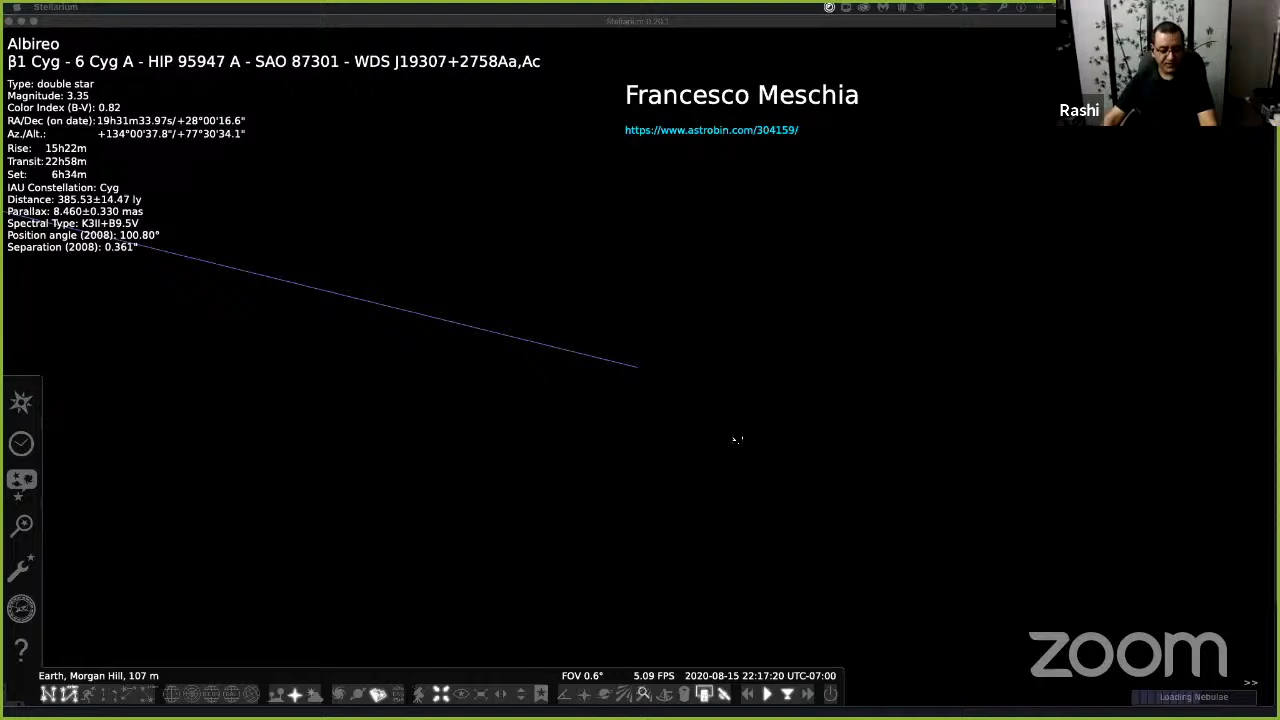 Stellarium
Stellarium 0.20.1
Albireo
β1 Cyg - 6 Cyg A - HIP 95947 A - SAO 87301 - WDS J19307+2758Aa,Ac
Type: double star
Magnitude: 3.35
Color Index (B-V): 0.82
RA/Dec (on date): 19h31m33.97s/+28°00'16.6"
Az./Alt.: +134°00'37.8"/+77°30'34.1"
Rise: 15h22m
Transit: 22h58m
Set: 6h34m
IAU Constellation: Cyg
Distance: 385.53±14.47 ly
Parallax: 8.460±0.330 mas
Spectral Type: K3II+B9.5V
Position angle (2008): 100.80°
Separation (2008): 0.361"
Francesco Meschia
https://www.astrobin.com/304159/
Rashi
Earth, Morgan Hill, 107 m
FOV 0.6°
5.09 FPS
2020-08-15 22:17:20 UTC-07:00
zoom
>>
Loading Nebulae